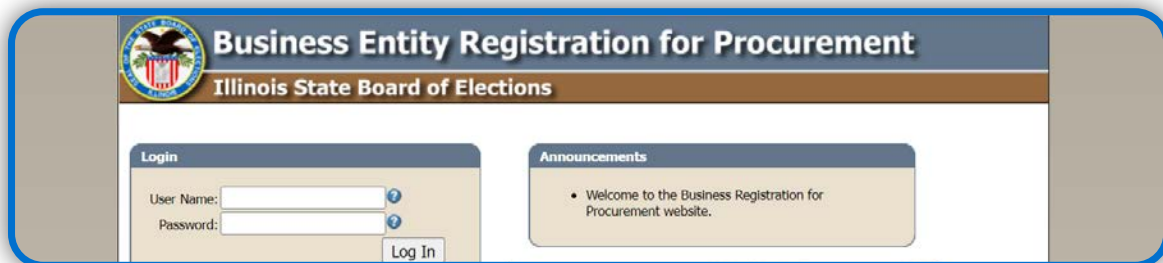 Business Entity Registration for Procurement
Illinois State Board of Elections
Login
User Name:
Password:
Log In
Announcements
• Welcome to the Business Registration for
Procurement website.